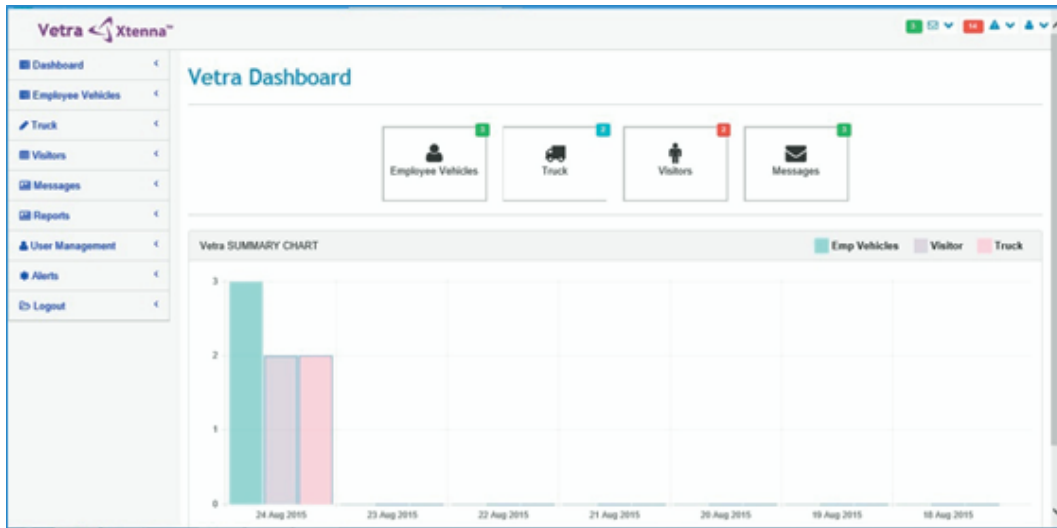 Vetra Xtenna™
3 14
Dashboard
Employee Vehicles
Truck
Visitors
Messages
Reports
User Management
Alerts
Logout
Vetra Dashboard
3 2 2 3
Employee Vehicles Truck Visitors Messages
Vetra SUMMARY CHART Emp Vehicles Visitor Truck
3
2
1
0
24 Aug 2015 23 Aug 2015 22 Aug 2015 21 Aug 2015 20 Aug 2015 19 Aug 2015 18 Aug 2015